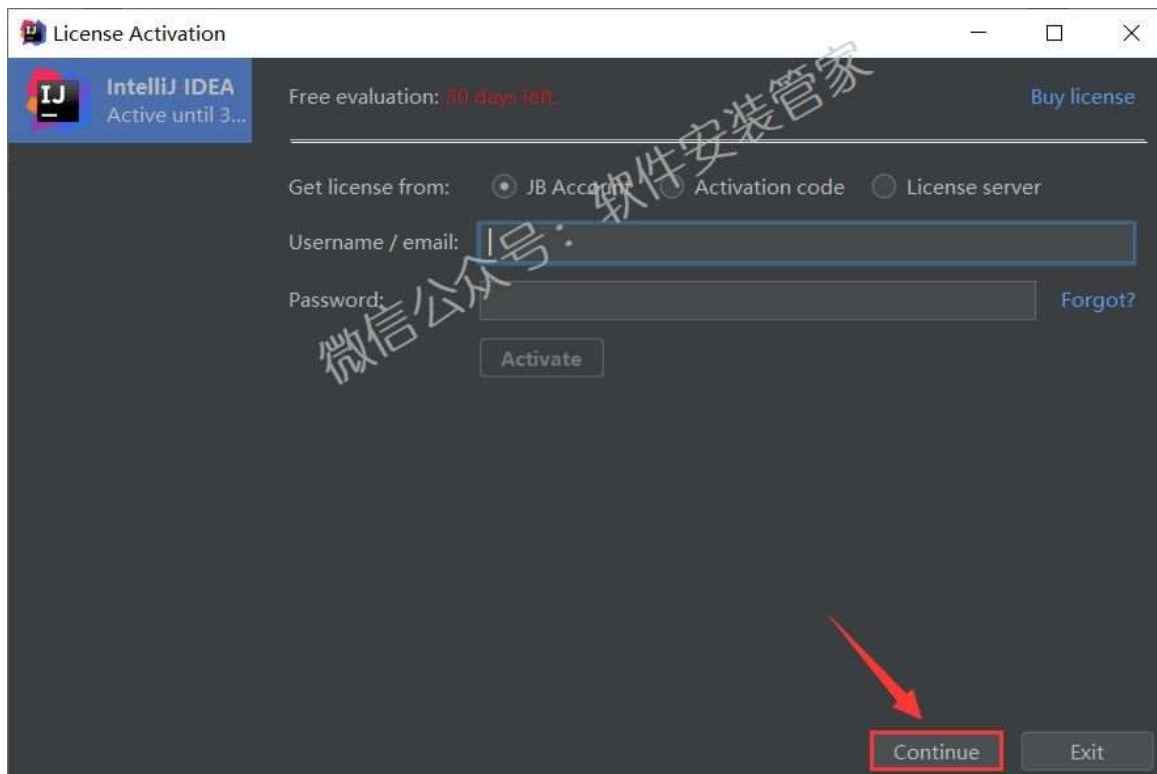 License Activation
IJ
IntelliJ IDEA
Active until 3...
Free evaluation: 30 days left.
Buy license
Get license from: JB Account Activation code License server
Username / email:
Password:
Forgot?
Activate
微信公众号：软件安装管家
Continue
Exit